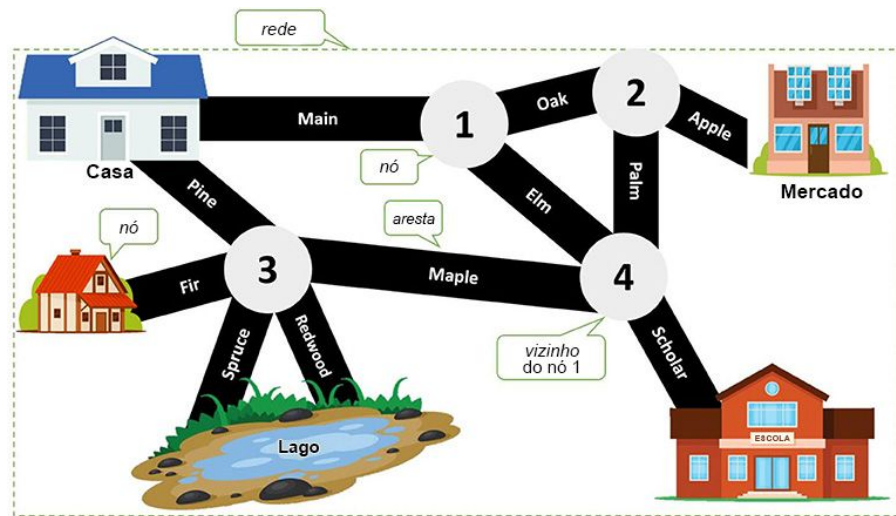 rede
Main
1
Oak
2
Apple
Casa
nó
Mercado
Pine
Elm
Palm
nó
aresta
Fir
3
Maple
4
Spruce
Redwood
vizinho
do nó 1
Scholar
Lago
ESCOLA